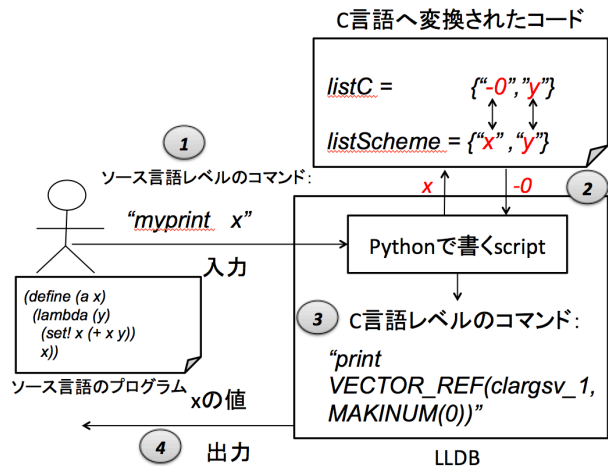 C言語へ変換されたコード
listC = {“-0”,”y”}
listScheme = {“x” ,“y”}
1
ソース言語レベルのコマンド:
x
-0
2
“myprint x”
入力
Pythonで書くscript
(define (a x)
(lambda (y)
(set! x (+ x y))
x))
ソース言語のプログラム
3
C言語レベルのコマンド:
“print
VECTOR_REF(clargsv_1,
MAKINUM(0))”
xの値
4
出力
LLDB